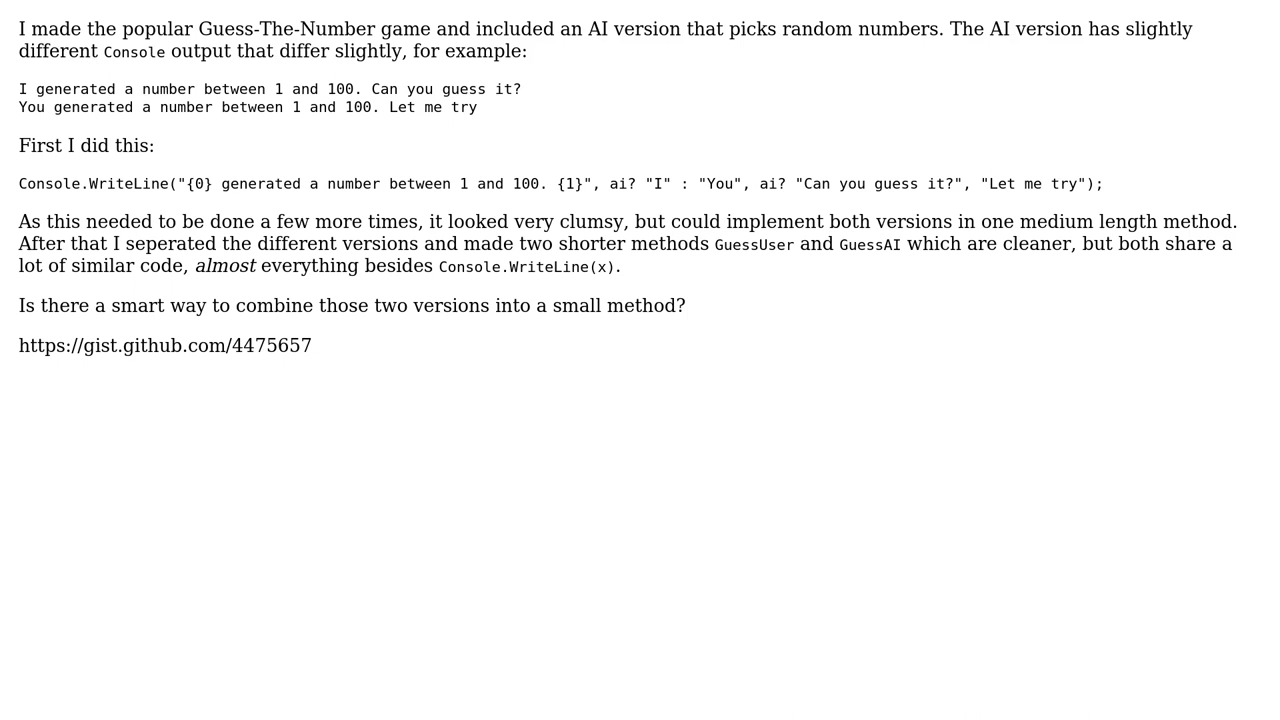 I made the popular Guess-The-Number game and included an AI version that picks random numbers. The AI version has slightly
different Console output that differ slightly, for example:
I generated a number between 1 and 100. Can you guess it?
You generated a number between 1 and 100. Let me try
First I did this:
Console.WriteLine("{0} generated a number between 1 and 100. {1}", ai? "I" : "You", ai? "Can you guess it?", "Let me try");
As this needed to be done a few more times, it looked very clumsy, but could implement both versions in one medium length method.
After that I seperated the different versions and made two shorter methods GuessUser and GuessAI which are cleaner, but both share a
lot of similar code, almost everything besides Console.WriteLine(x).
Is there a smart way to combine those two versions into a small method?
https://gist.github.com/4475657